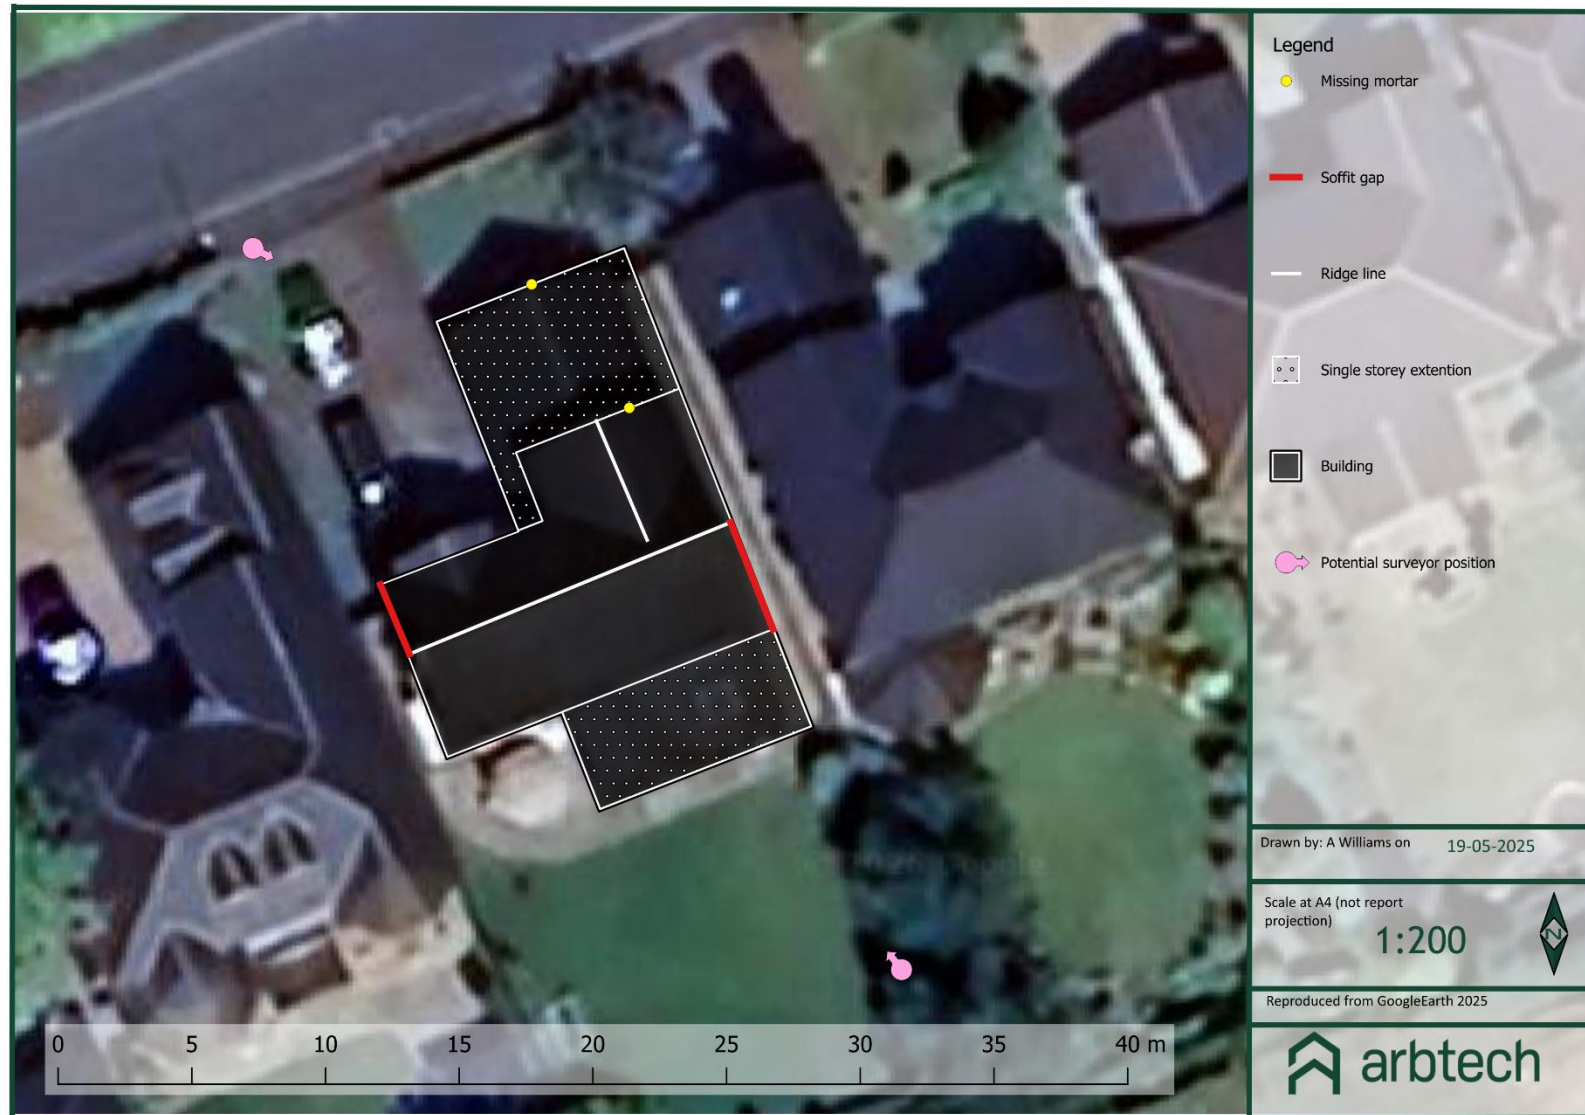 Legend
Missing mortar
Soffit gap
Ridge line
Single storey extention
Building
Potential surveyor position
Drawn by: A Williams on 19-05-2025
Scale at A4 (not report
projection)
1:200
N
Reproduced from GoogleEarth 2025
arbtech
0 5 10 15 20 25 30 35 40 m